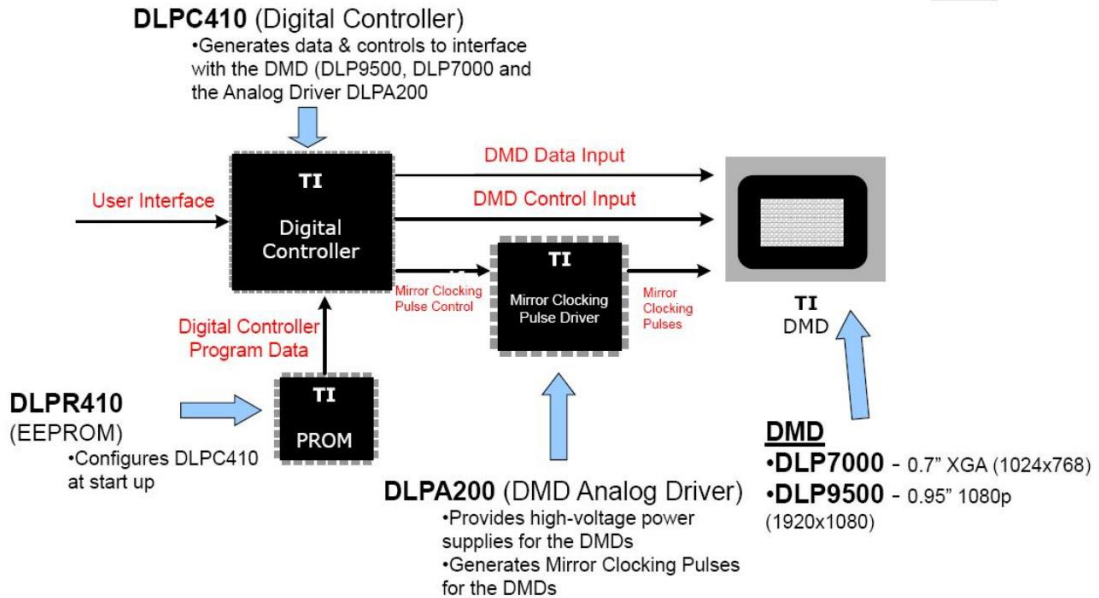 DLPC410 (Digital Controller)
•Generates data & controls to interface
with the DMD (DLP9500, DLP7000 and
the Analog Driver DLPA200
User Interface
TI
Digital
Controller
DMD Data Input
DMD Control Input
Mirror Clocking
Pulse Control
TI
Mirror Clocking
Pulse Driver
Mirror
Clocking
Pulses
TI
DMD
Digital Controller
Program Data
TI
PROM
DLPR410
(EEPROM)
•Configures DLPC410
at start up
DLPA200 (DMD Analog Driver)
•Provides high-voltage power
supplies for the DMDs
•Generates Mirror Clocking Pulses
for the DMDs
DMD
•DLP7000 - 0.7” XGA (1024x768)
•DLP9500 - 0.95” 1080p
(1920x1080)